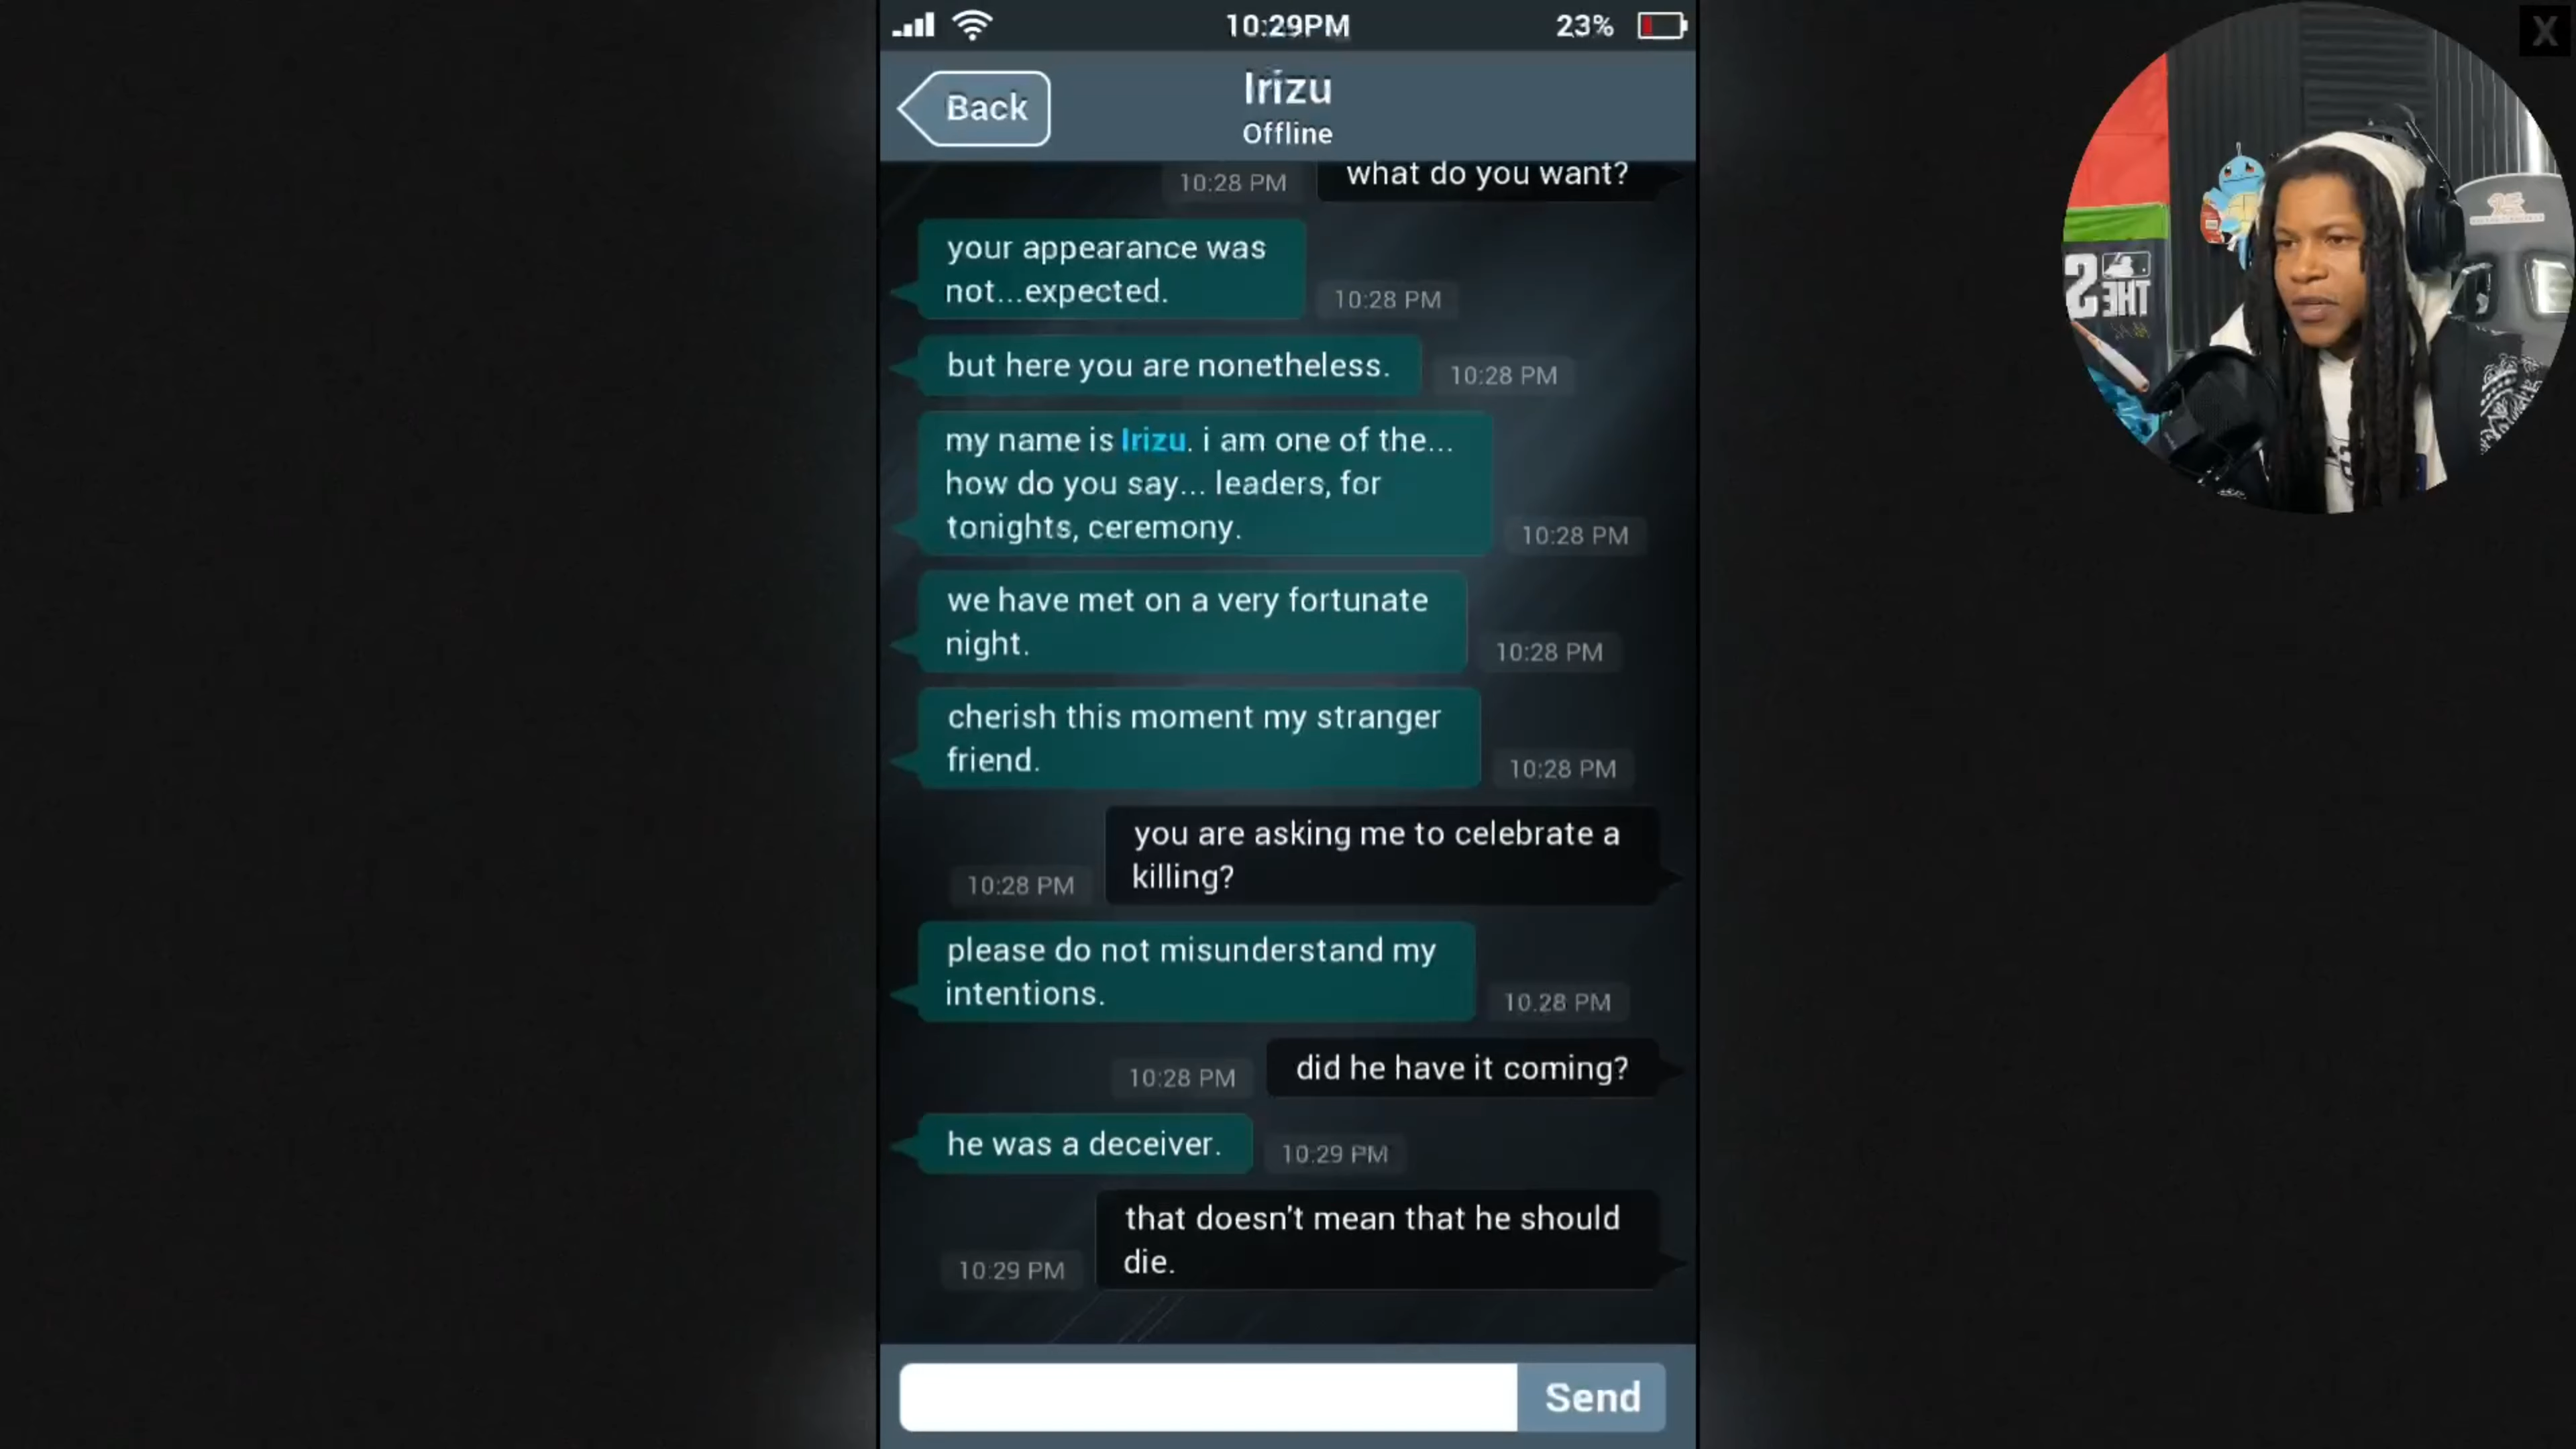 10:29PM
23%
X
Back
Irizu
Offline
10:28 PM
what do you want?
your appearance was
not...expected.
10:28 PM
but here you are nonetheless.
10:28 PM
my name is Irizu. i am one of the...
how do you say... leaders, for
tonights, ceremony.
10:28 PM
we have met on a very fortunate
night.
10:28 PM
cherish this moment my stranger
friend.
10:28 PM
you are asking me to celebrate a
killing?
10:28 PM
please do not misunderstand my
intentions.
10.28 PM
did he have it coming?
10:28 PM
he was a deceiver.
10:29 PM
that doesn't mean that he should
die.
10:29 PM
Send
THE